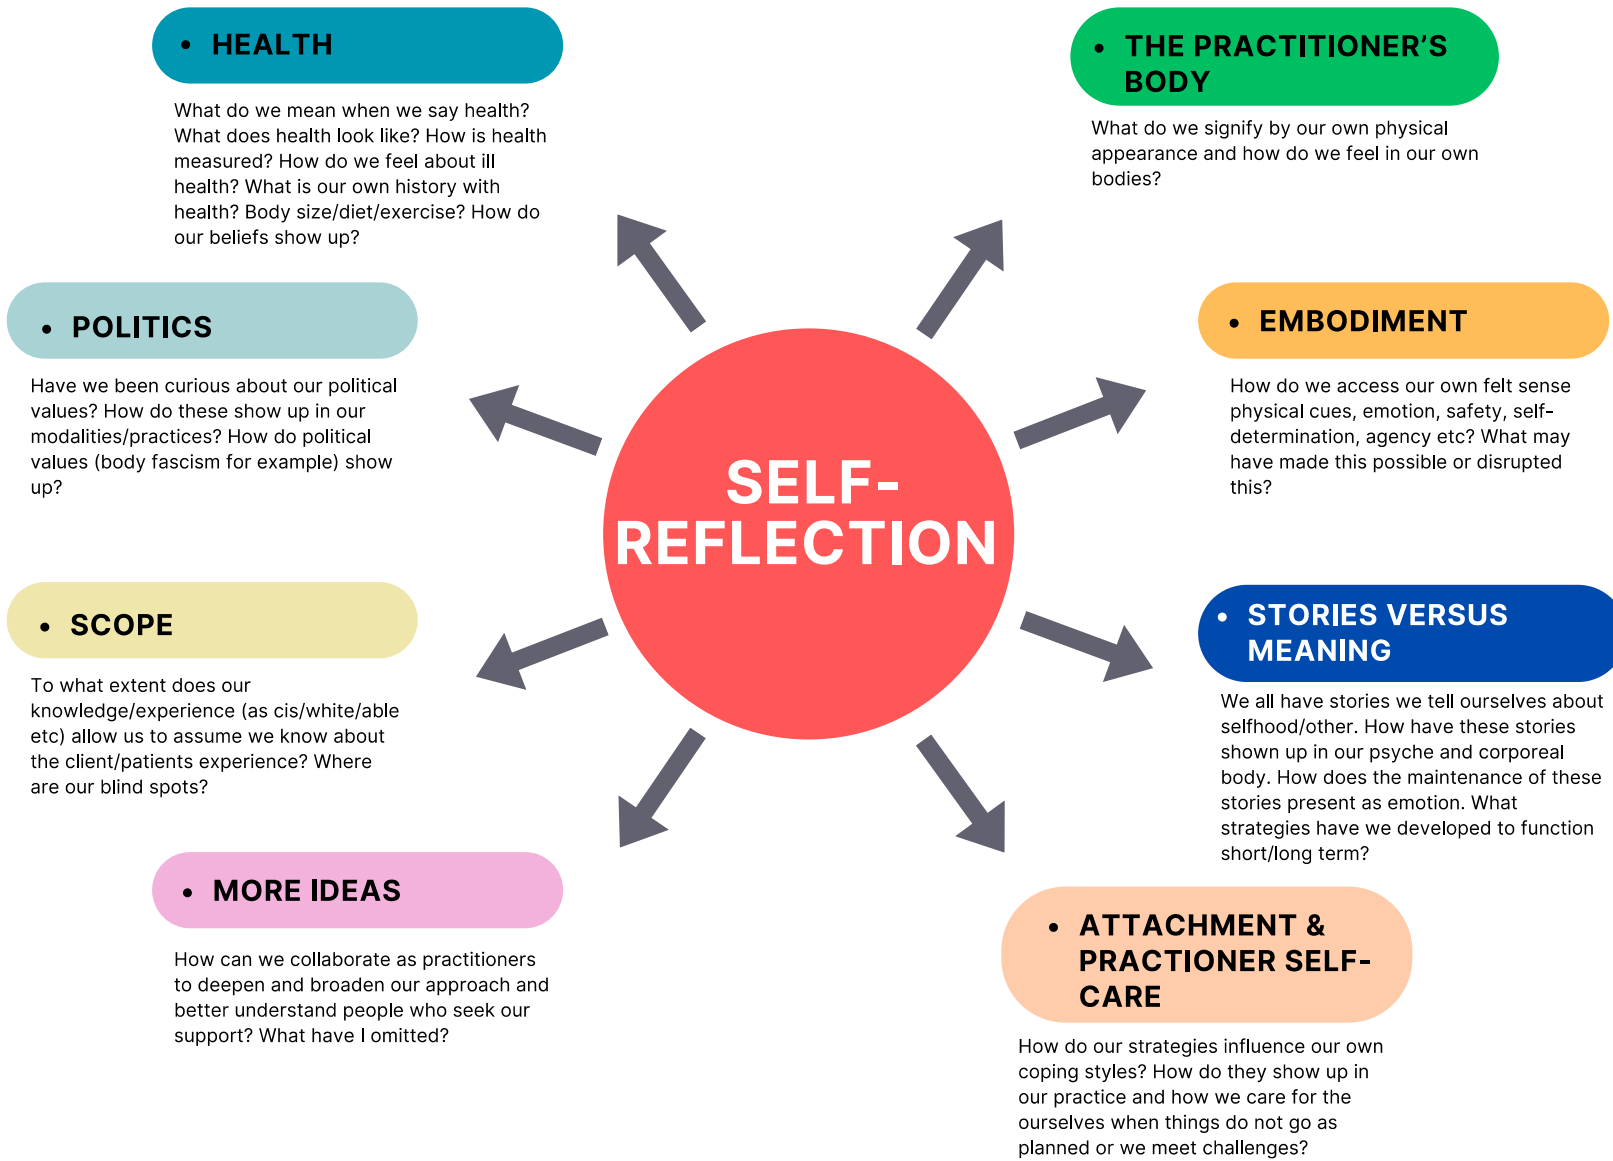 • HEALTH
What do we mean when we say health?
What does health look like? How is health
measured? How do we feel about ill
health? What is our own history with
health? Body size/diet/exercise? How do
our beliefs show up?
• THE PRACTITIONER'S
BODY
What do we signify by our own physical
appearance and how do we feel in our own
bodies?
• POLITICS
Have we been curious about our political
values? How do these show up in our
modalities/practices? How do political
values (body fascism for example) show
up?
• EMBODIMENT
How do we access our own felt sense
physical cues, emotion, safety, self-
determination, agency etc? What may
have made this possible or disrupted
this?
SELF-
REFLECTION
• SCOPE
To what extent does our
knowledge/experience (as cis/white/able
etc) allow us to assume we know about
the client/patients experience? Where
are our blind spots?
• STORIES VERSUS
MEANING
We all have stories we tell ourselves about
selfhood/other. How have these stories
shown up in our psyche and corporeal
body. How does the maintenance of these
stories present as emotion. What
strategies have we developed to function
short/long term?
• MORE IDEAS
How can we collaborate as practitioners
to deepen and broaden our approach and
better understand people who seek our
support? What have I omitted?
• ATTACHMENT &
PRACTIONER SELF-
CARE
How do our strategies influence our own
coping styles? How do they show up in
our practice and how we care for the
ourselves when things do not go as
planned or we meet challenges?